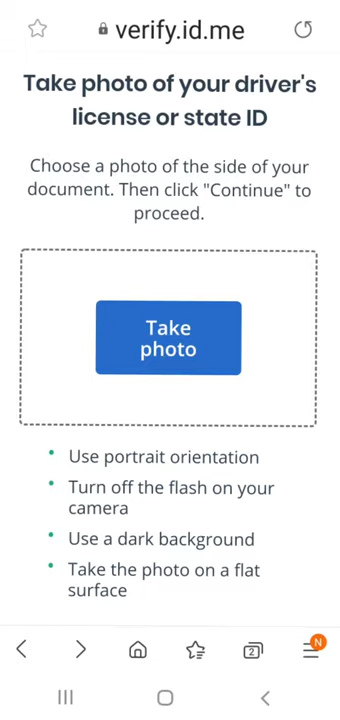 verify.id.me
Take photo of your driver's
license or state ID
Choose a photo of the side of your
document. Then click "Continue" to
proceed.
Take
photo
Use portrait orientation
Turn off the flash on your
camera
Use a dark background
Take the photo on a flat
surface
2
N